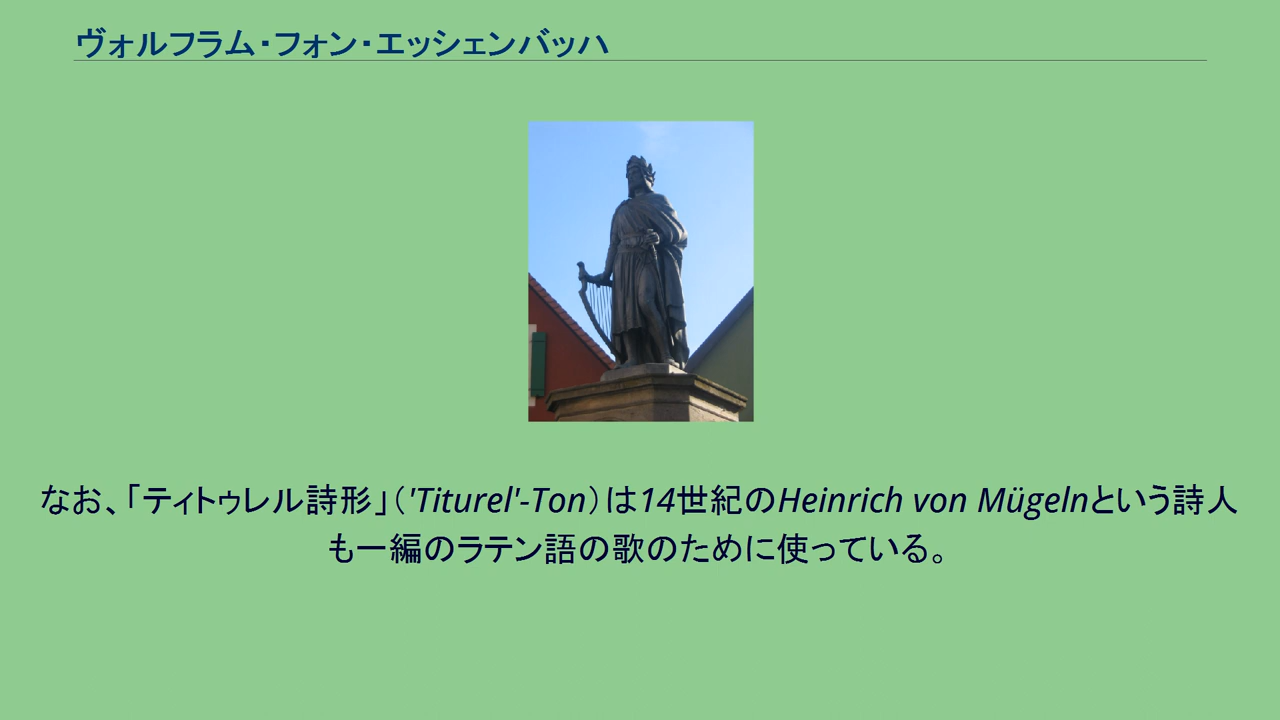 ヴォルフラム・フォン・エッシェンバッハ
なお、「ティトゥレル詩形」（'Titurel'-Ton）は14世紀のHeinrich von Mügelnという詩人
も一編のラテン語の歌のために使っている。